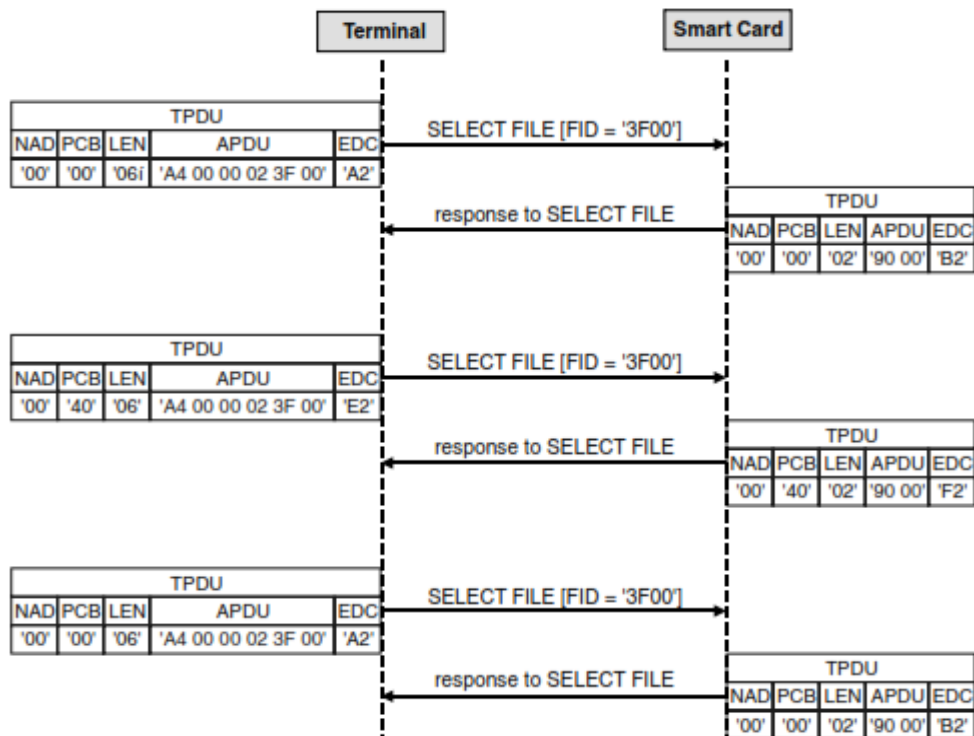 Terminal Smart Card
TPDU
NAD PCB LEN APDU EDC
'00' '00' '06í 'A4 00 00 02 3F 00' 'A2'
SELECT FILE [FID = '3F00']
response to SELECT FILE
TPDU
NAD PCB LEN APDU EDC
'00' '00' '02' '90 00' 'B2'
TPDU
NAD PCB LEN APDU EDC
'00' '40' '06' 'A4 00 00 02 3F 00' 'E2'
SELECT FILE [FID = '3F00']
response to SELECT FILE
TPDU
NAD PCB LEN APDU EDC
'00' '40' '02' '90 00' 'F2'
TPDU
NAD PCB LEN APDU EDC
'00' '00' '06' 'A4 00 00 02 3F 00' 'A2'
SELECT FILE [FID = '3F00']
response to SELECT FILE
TPDU
NAD PCB LEN APDU EDC
'00' '00' '02' '90 00' 'B2'